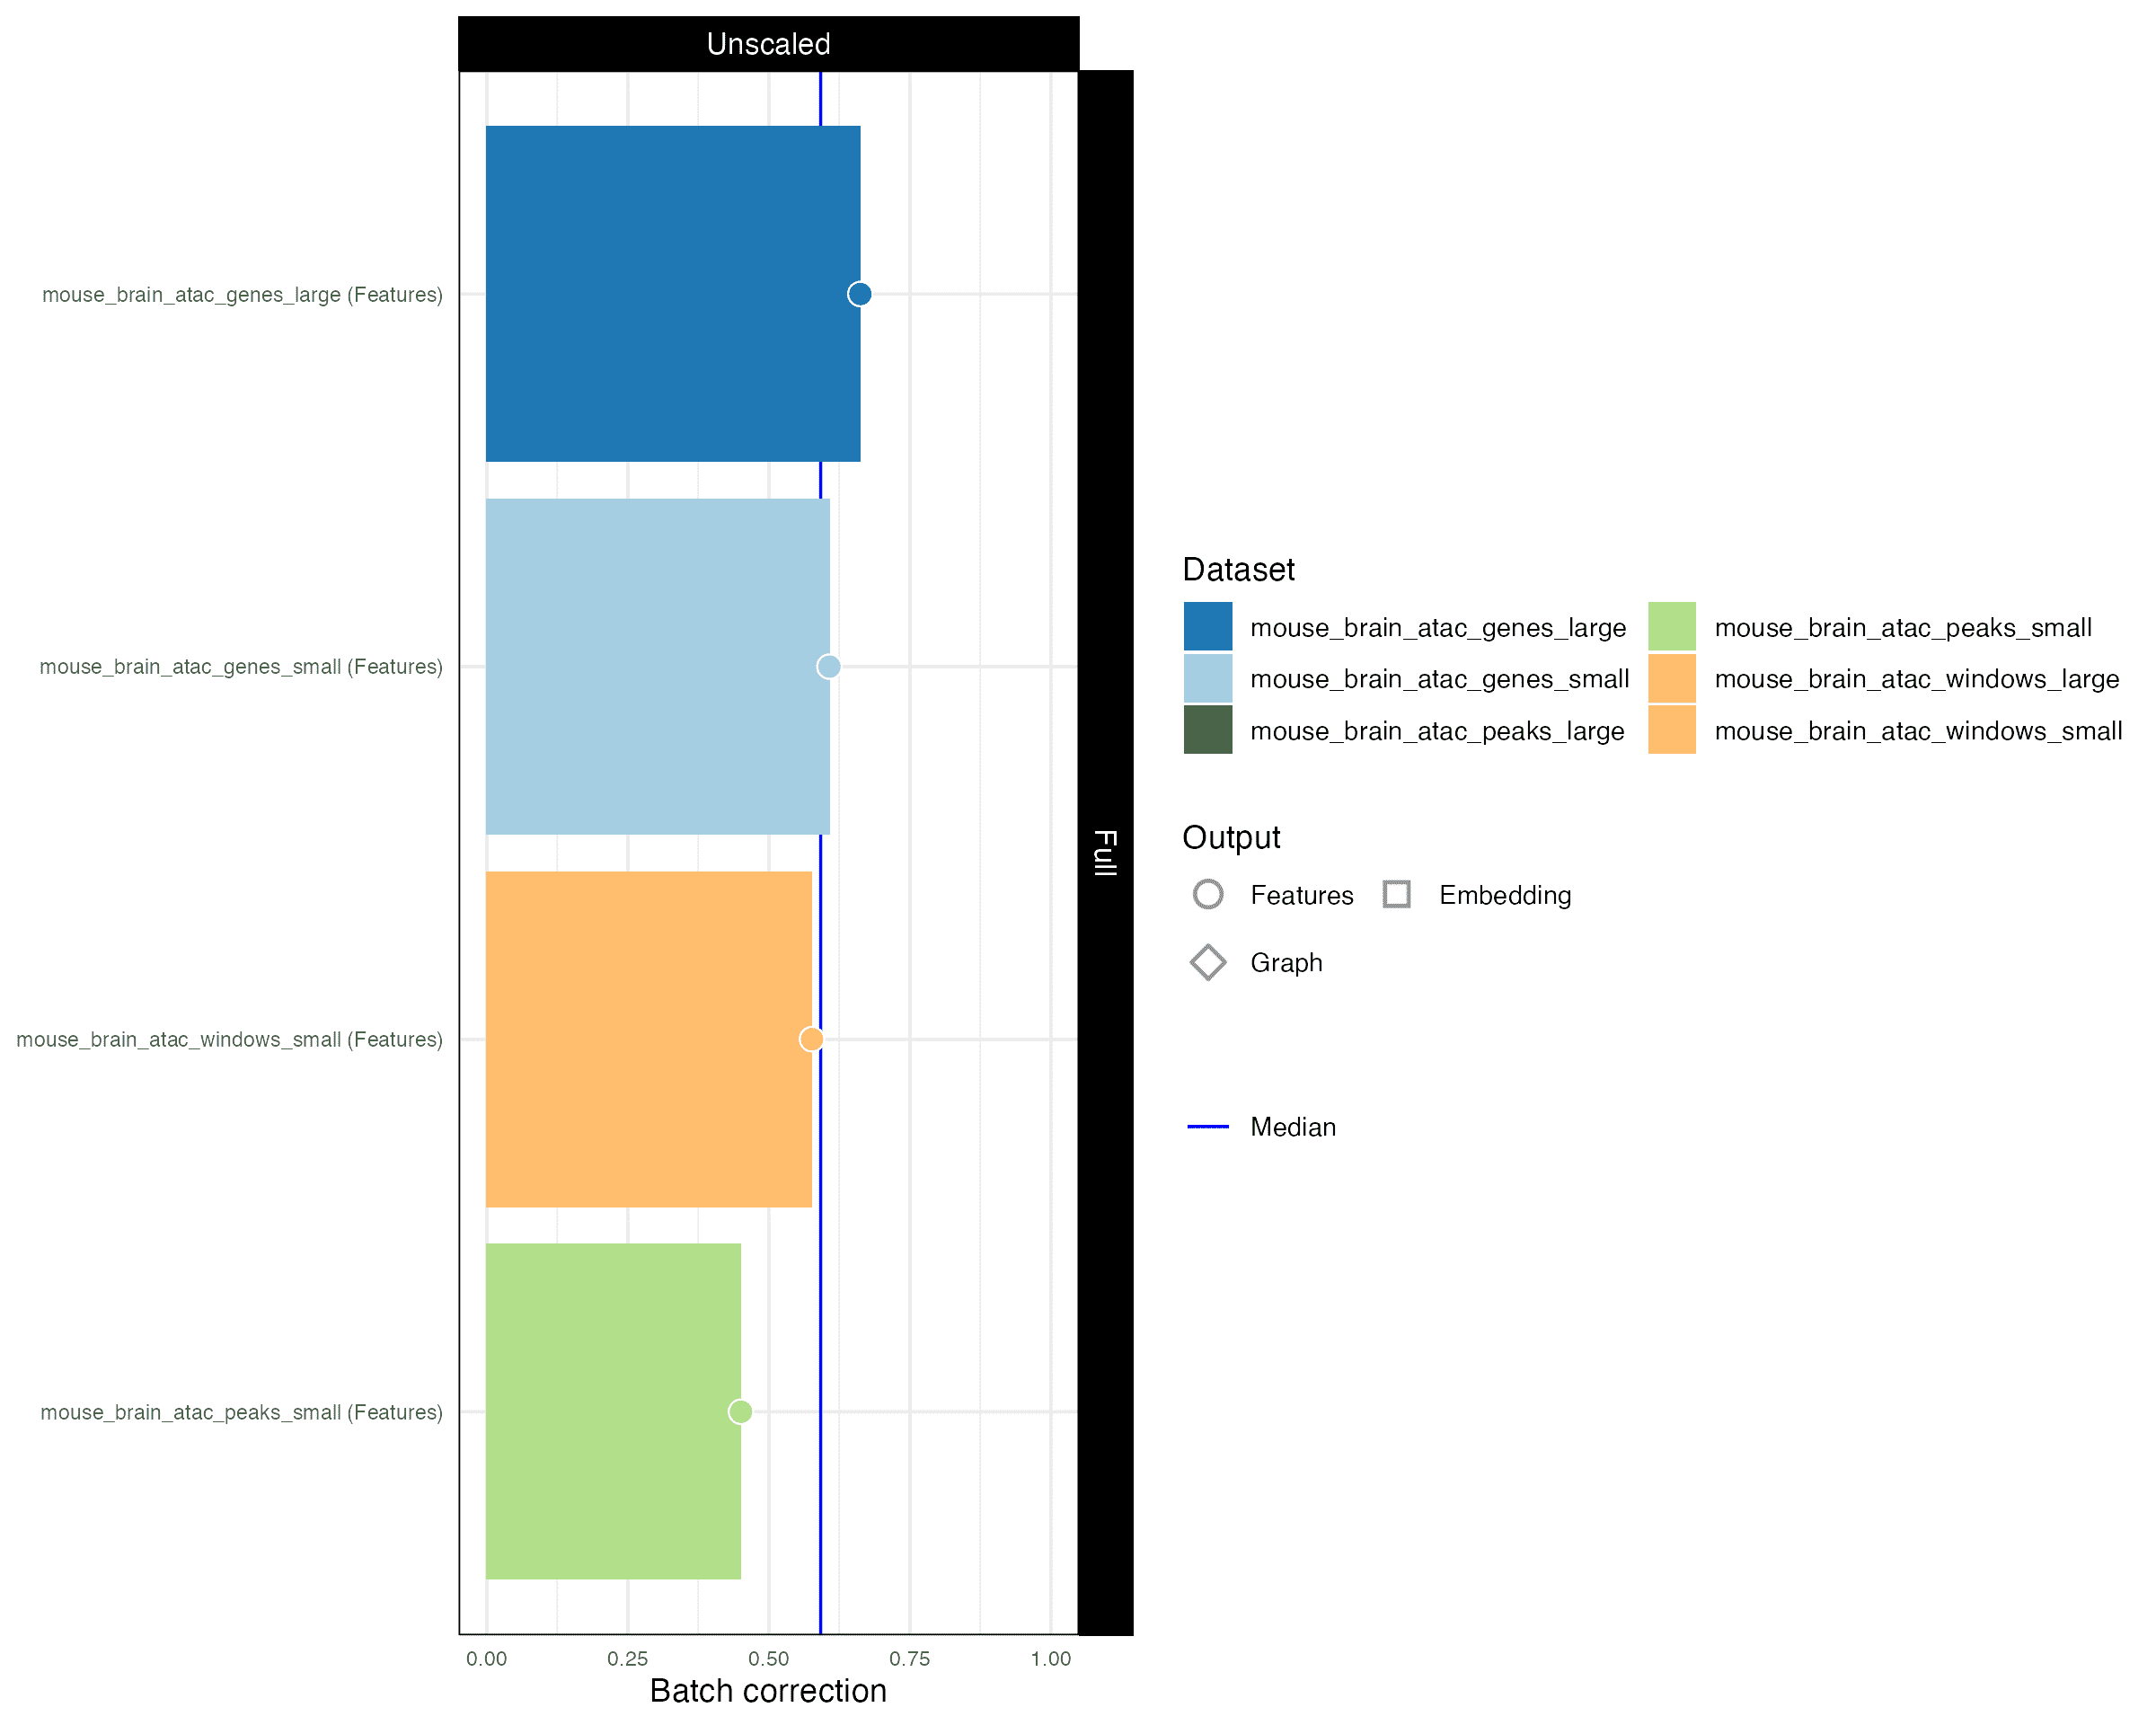 Unscaled
Full
mouse_brain_atac_genes_large (Features)
mouse_brain_atac_genes_small (Features)
mouse_brain_atac_windows_small (Features)
mouse_brain_atac_peaks_small (Features)
0.00 0.25 0.50 0.75 1.00
Batch correction
Dataset
mouse_brain_atac_genes_large mouse_brain_atac_peaks_small
mouse_brain_atac_genes_small mouse_brain_atac_windows_large
mouse_brain_atac_peaks_large mouse_brain_atac_windows_small
Output
Features Embedding
Graph
Median